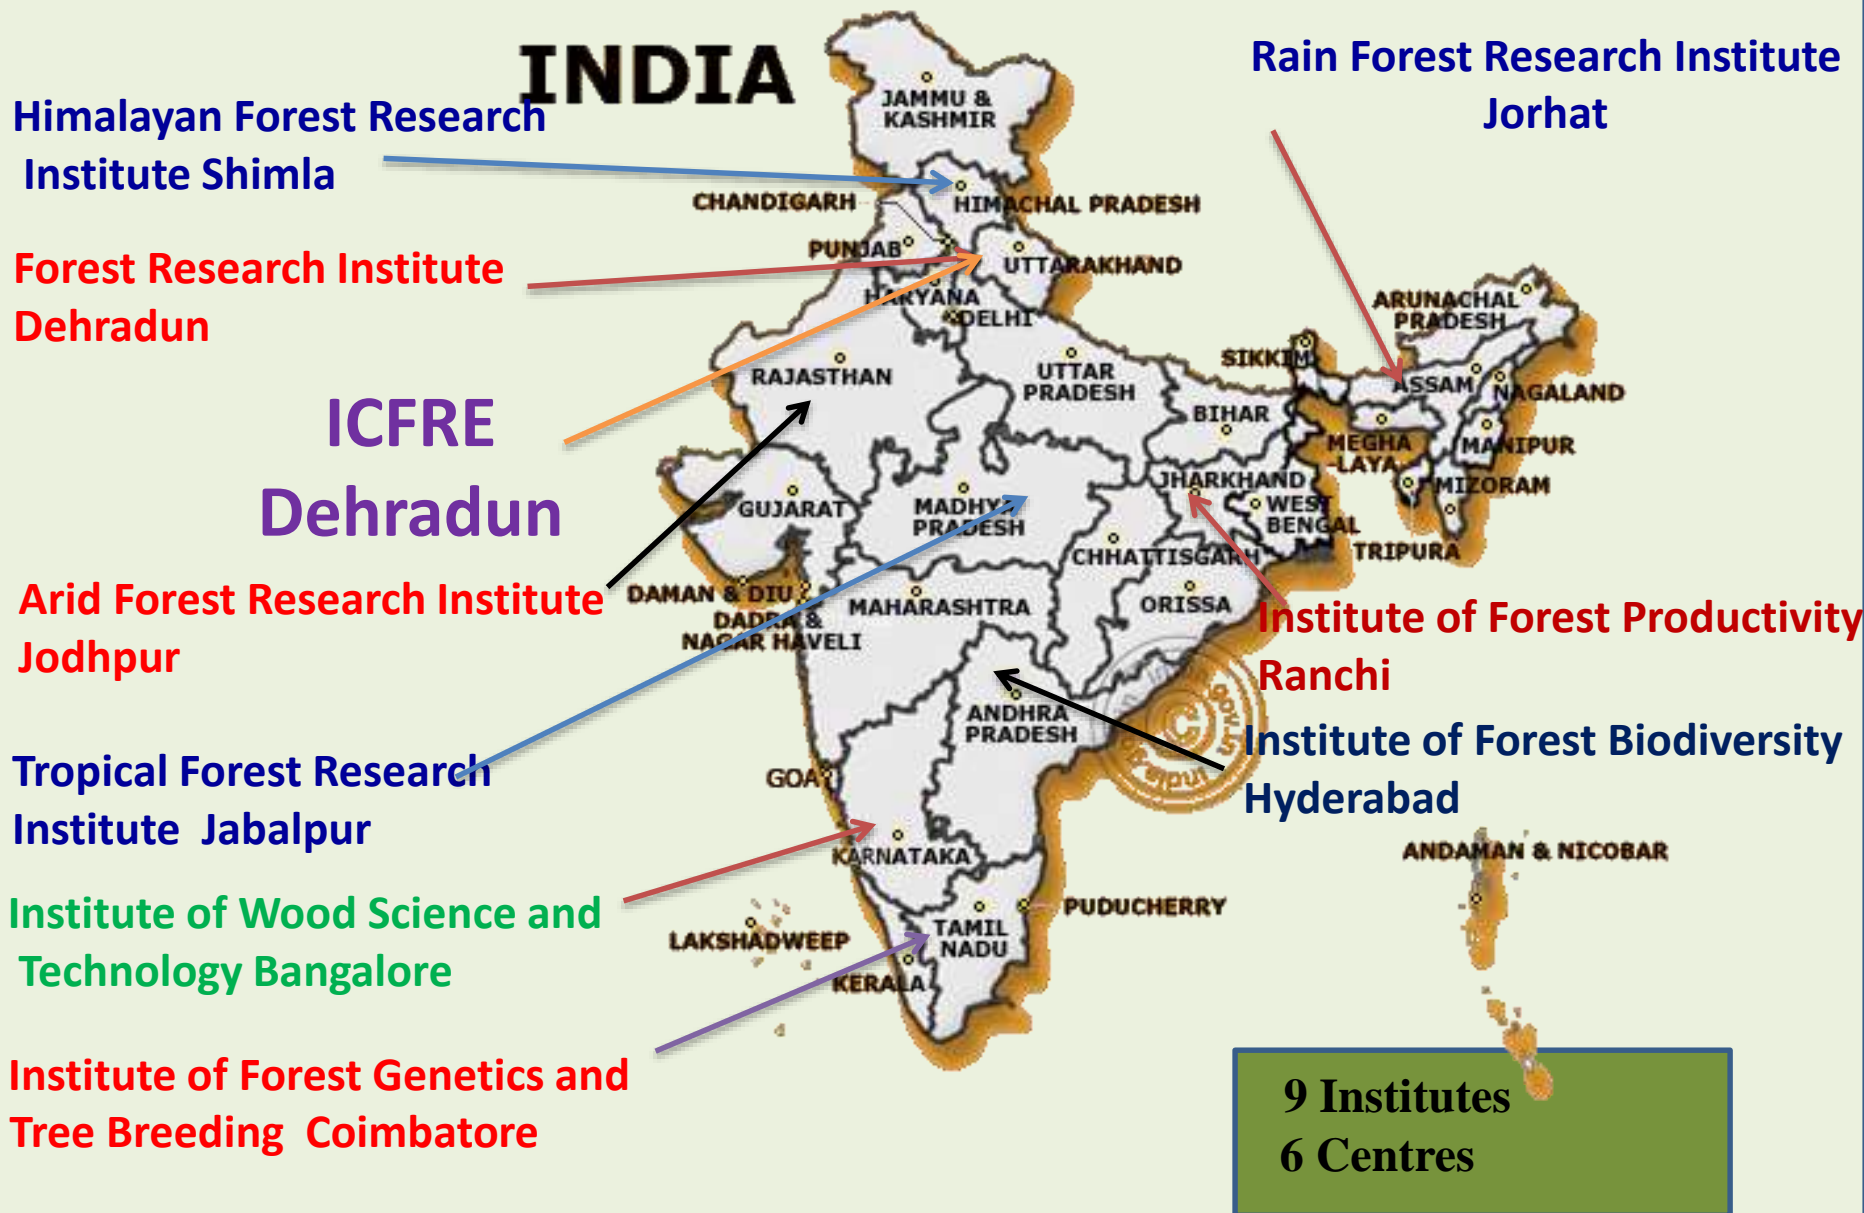 INDIA
Rain Forest Research Institute
Jorhat
Himalayan Forest Research
Institute Shimla
Forest Research Institute
Dehradun
ICFRE
Dehradun
Arid Forest Research Institute
Jodhpur
Tropical Forest Research
Institute Jabalpur
Institute of Wood Science and
Technology Bangalore
Institute of Forest Genetics and
Tree Breeding Coimbatore
Institute of Forest Productivity
Ranchi
Institute of Forest Biodiversity
Hyderabad
JAMMU &
KASHMIR
CHANDIGARH
HIMACHAL PRADESH
PUNJAB
UTTARAKHAND
HARYANA
DELHI
RAJASTHAN
UTTAR
PRADESH
SIKKIM
ARUNACHAL
PRADESH
ASSAM
NAGALAND
BIHAR
MEGHA
-LAYA
MANIPUR
JHARKHAND
MIZORAM
GUJARAT
MADHYA
PRADESH
WEST
BENGAL
TRIPURA
CHHATTISGARH
DAMAN & DIU
DADRA &
NAGAR HAVELI
MAHARASHTRA
ORISSA
ANDHRA
PRADESH
GOA
KARNATAKA
ANDAMAN & NICOBAR
PUDUCHERRY
LAKSHADWEEP
TAMIL
NADU
KERALA
9 Institutes
6 Centres